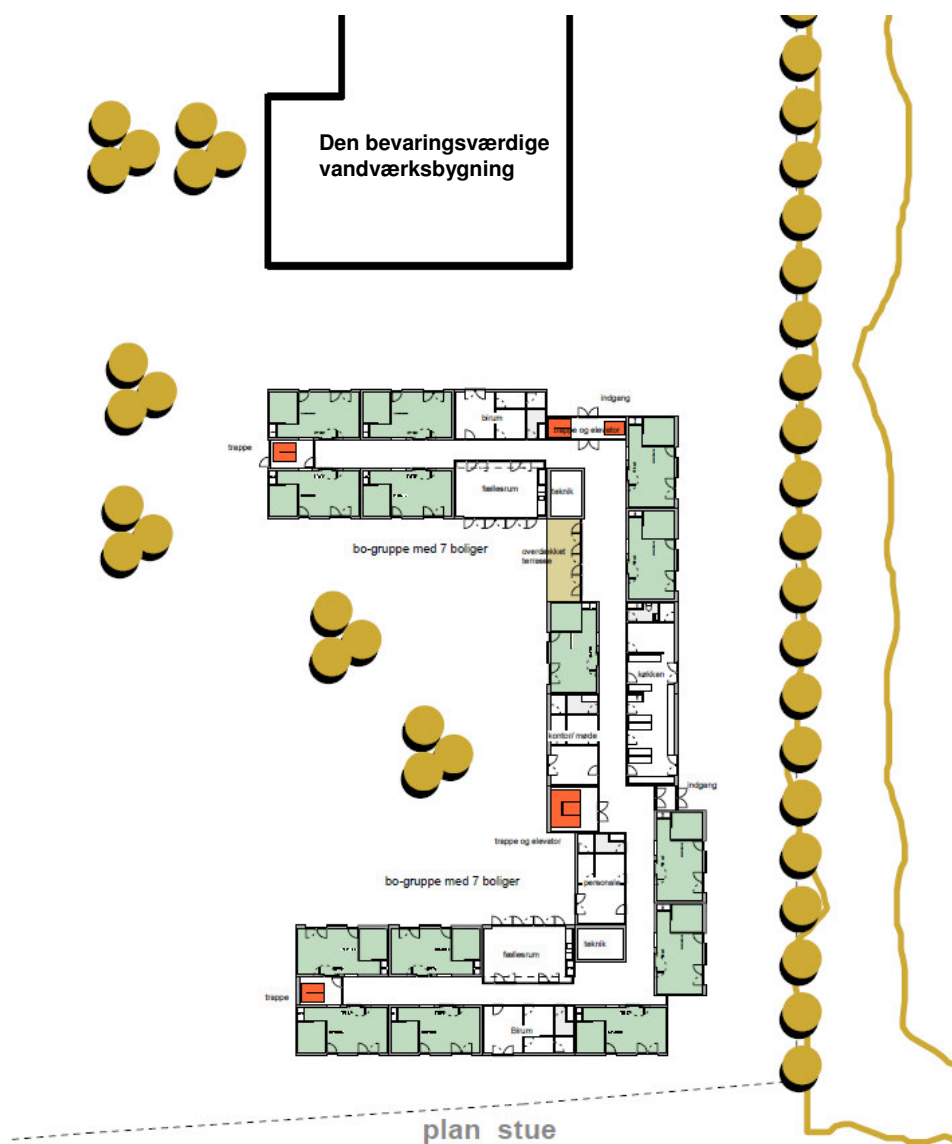 Den bevaringsværdige
vandværksbygning
indgang
birum
trappe og elevator
trappe
fællesrum
teknik
bo-gruppe med 7 boliger
overdækket
terrasse
køkken
kontor/ møde
indgang
trappe og elevator
bo-gruppe med 7 boliger
personale
teknik
fællesrum
trappe
Birum
plan stue